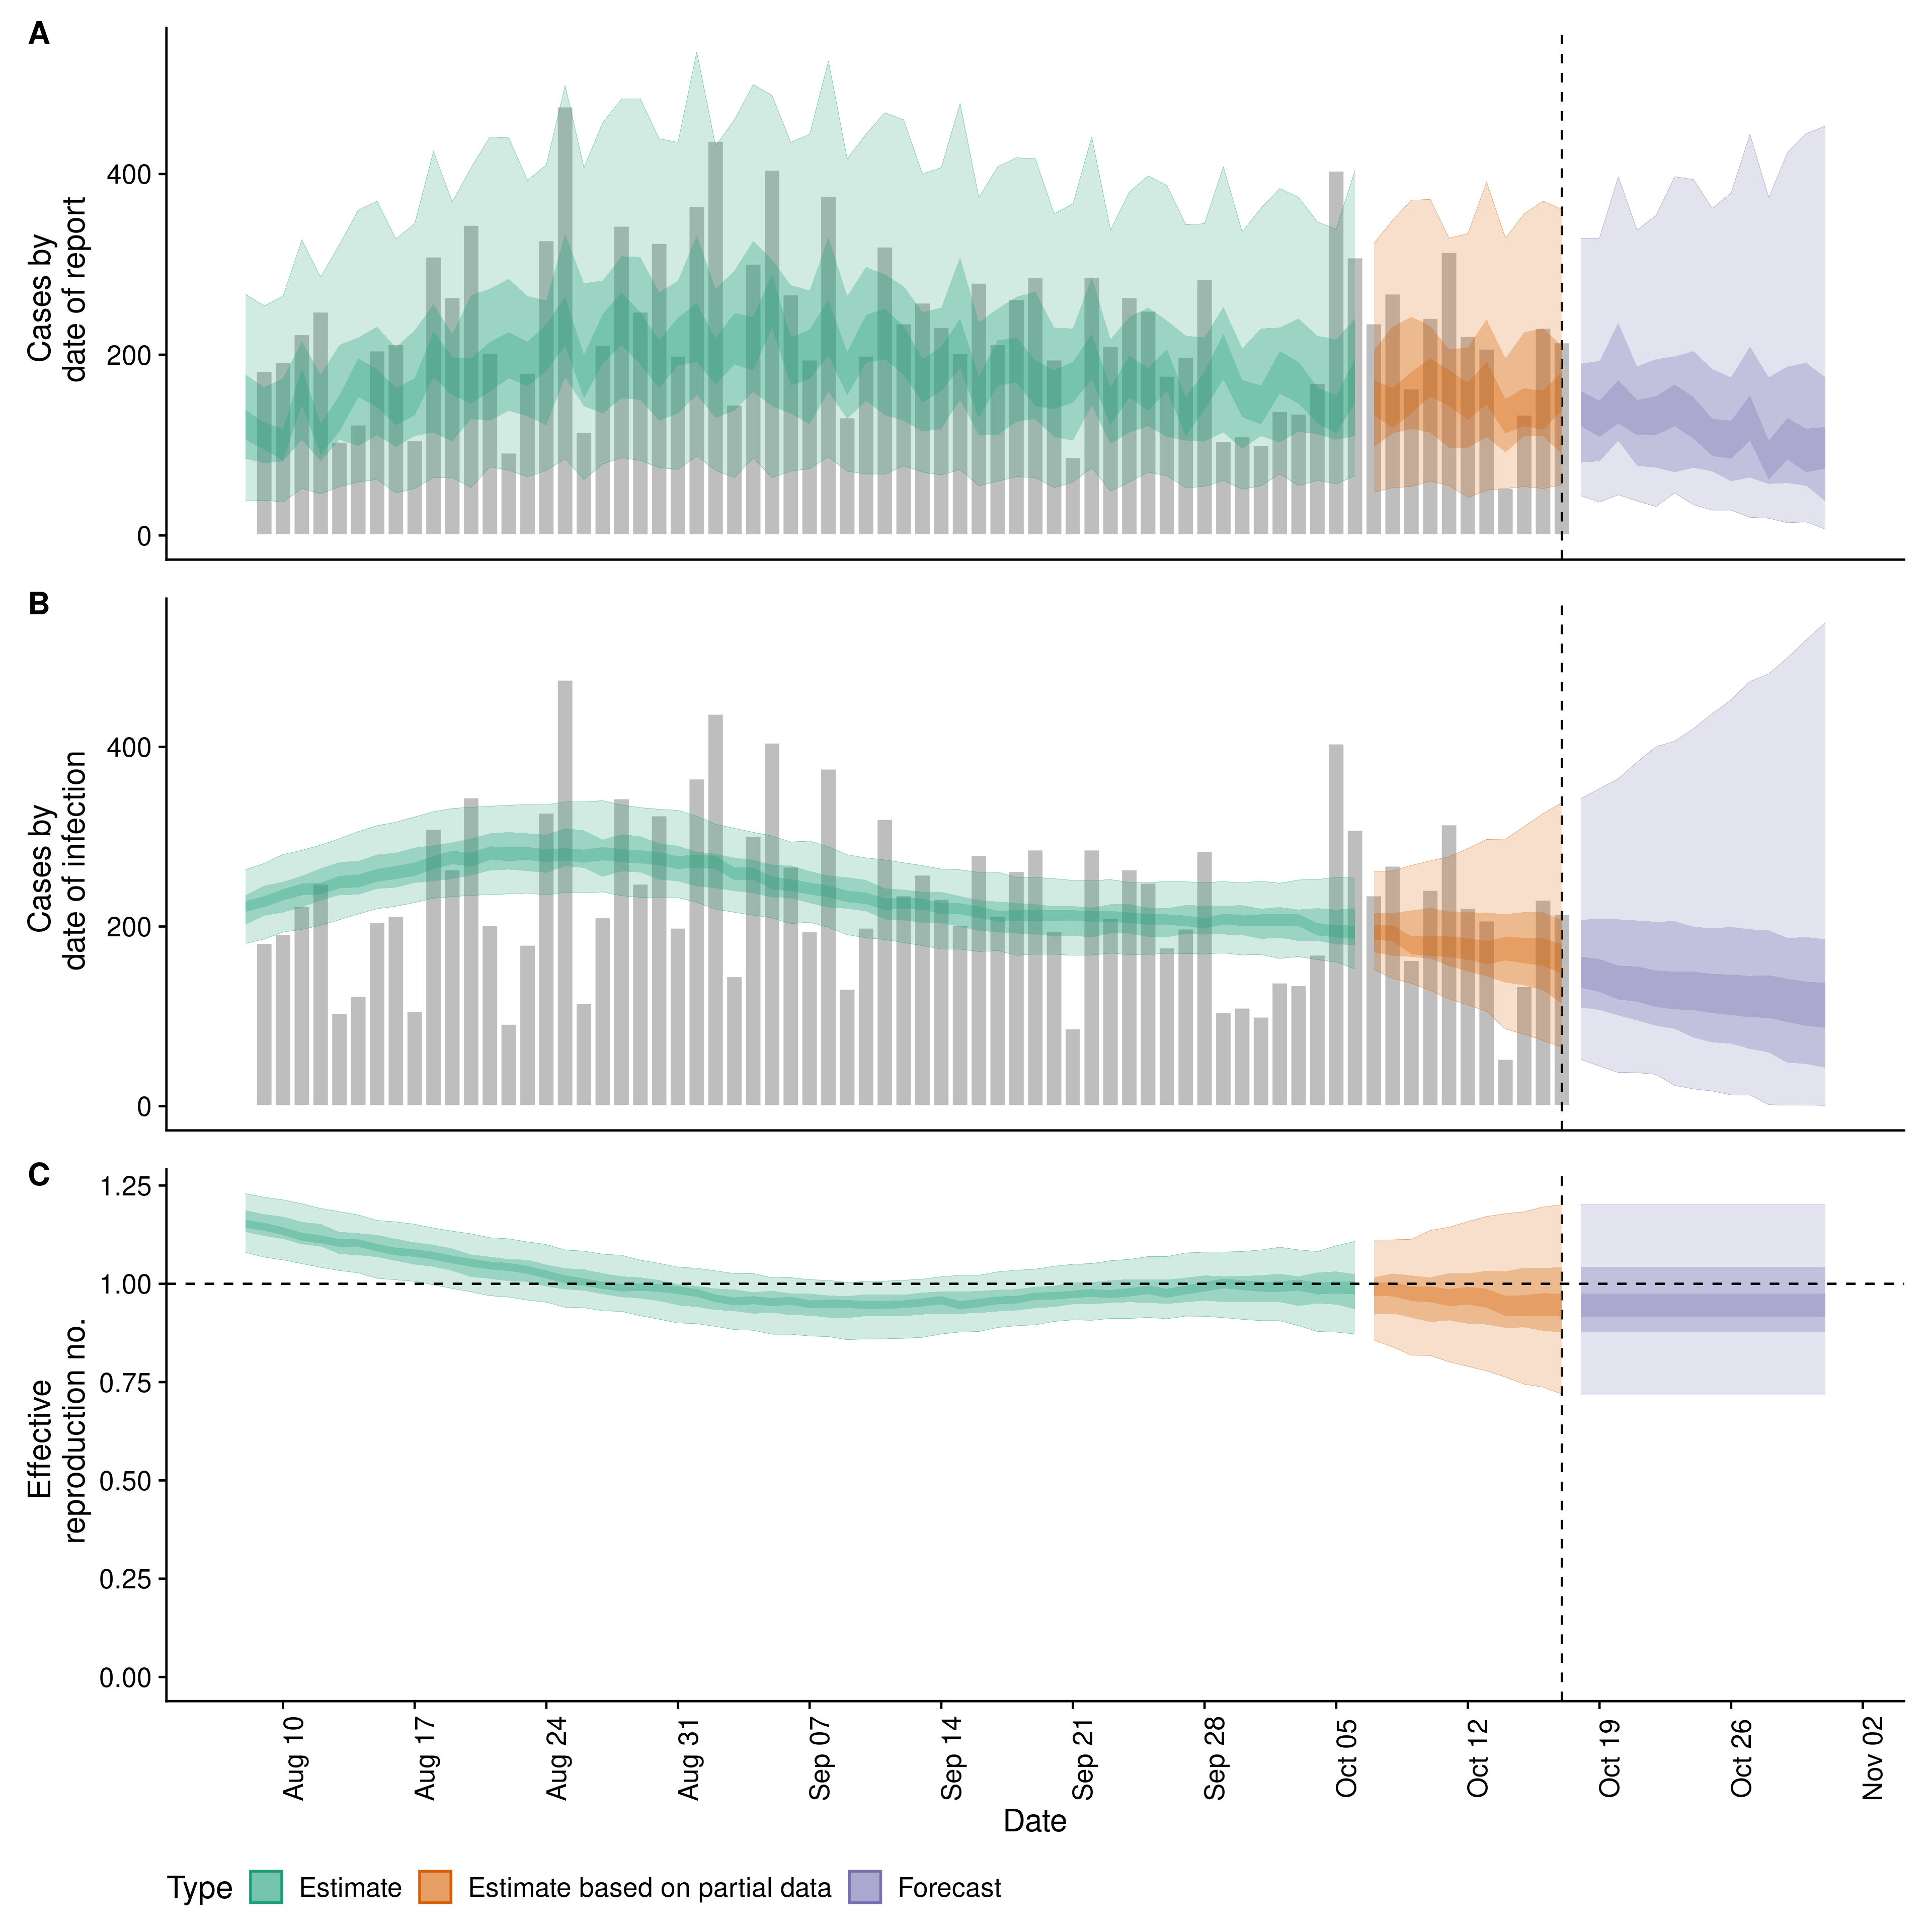 A
Cases by
date of report
400
200
0
B
Cases by
date of infection
400
200
0
C
Effective
reproduction no.
1.25
1.00
0.75
0.50
0.25
0.00
Aug 10
Aug 17
Aug 24
Aug 31
Sep 07
Sep 14
Sep 21
Sep 28
Oct 05
Oct 12
Oct 19
Oct 26
Nov 02
Date
Type Estimate Estimate based on partial data Forecast